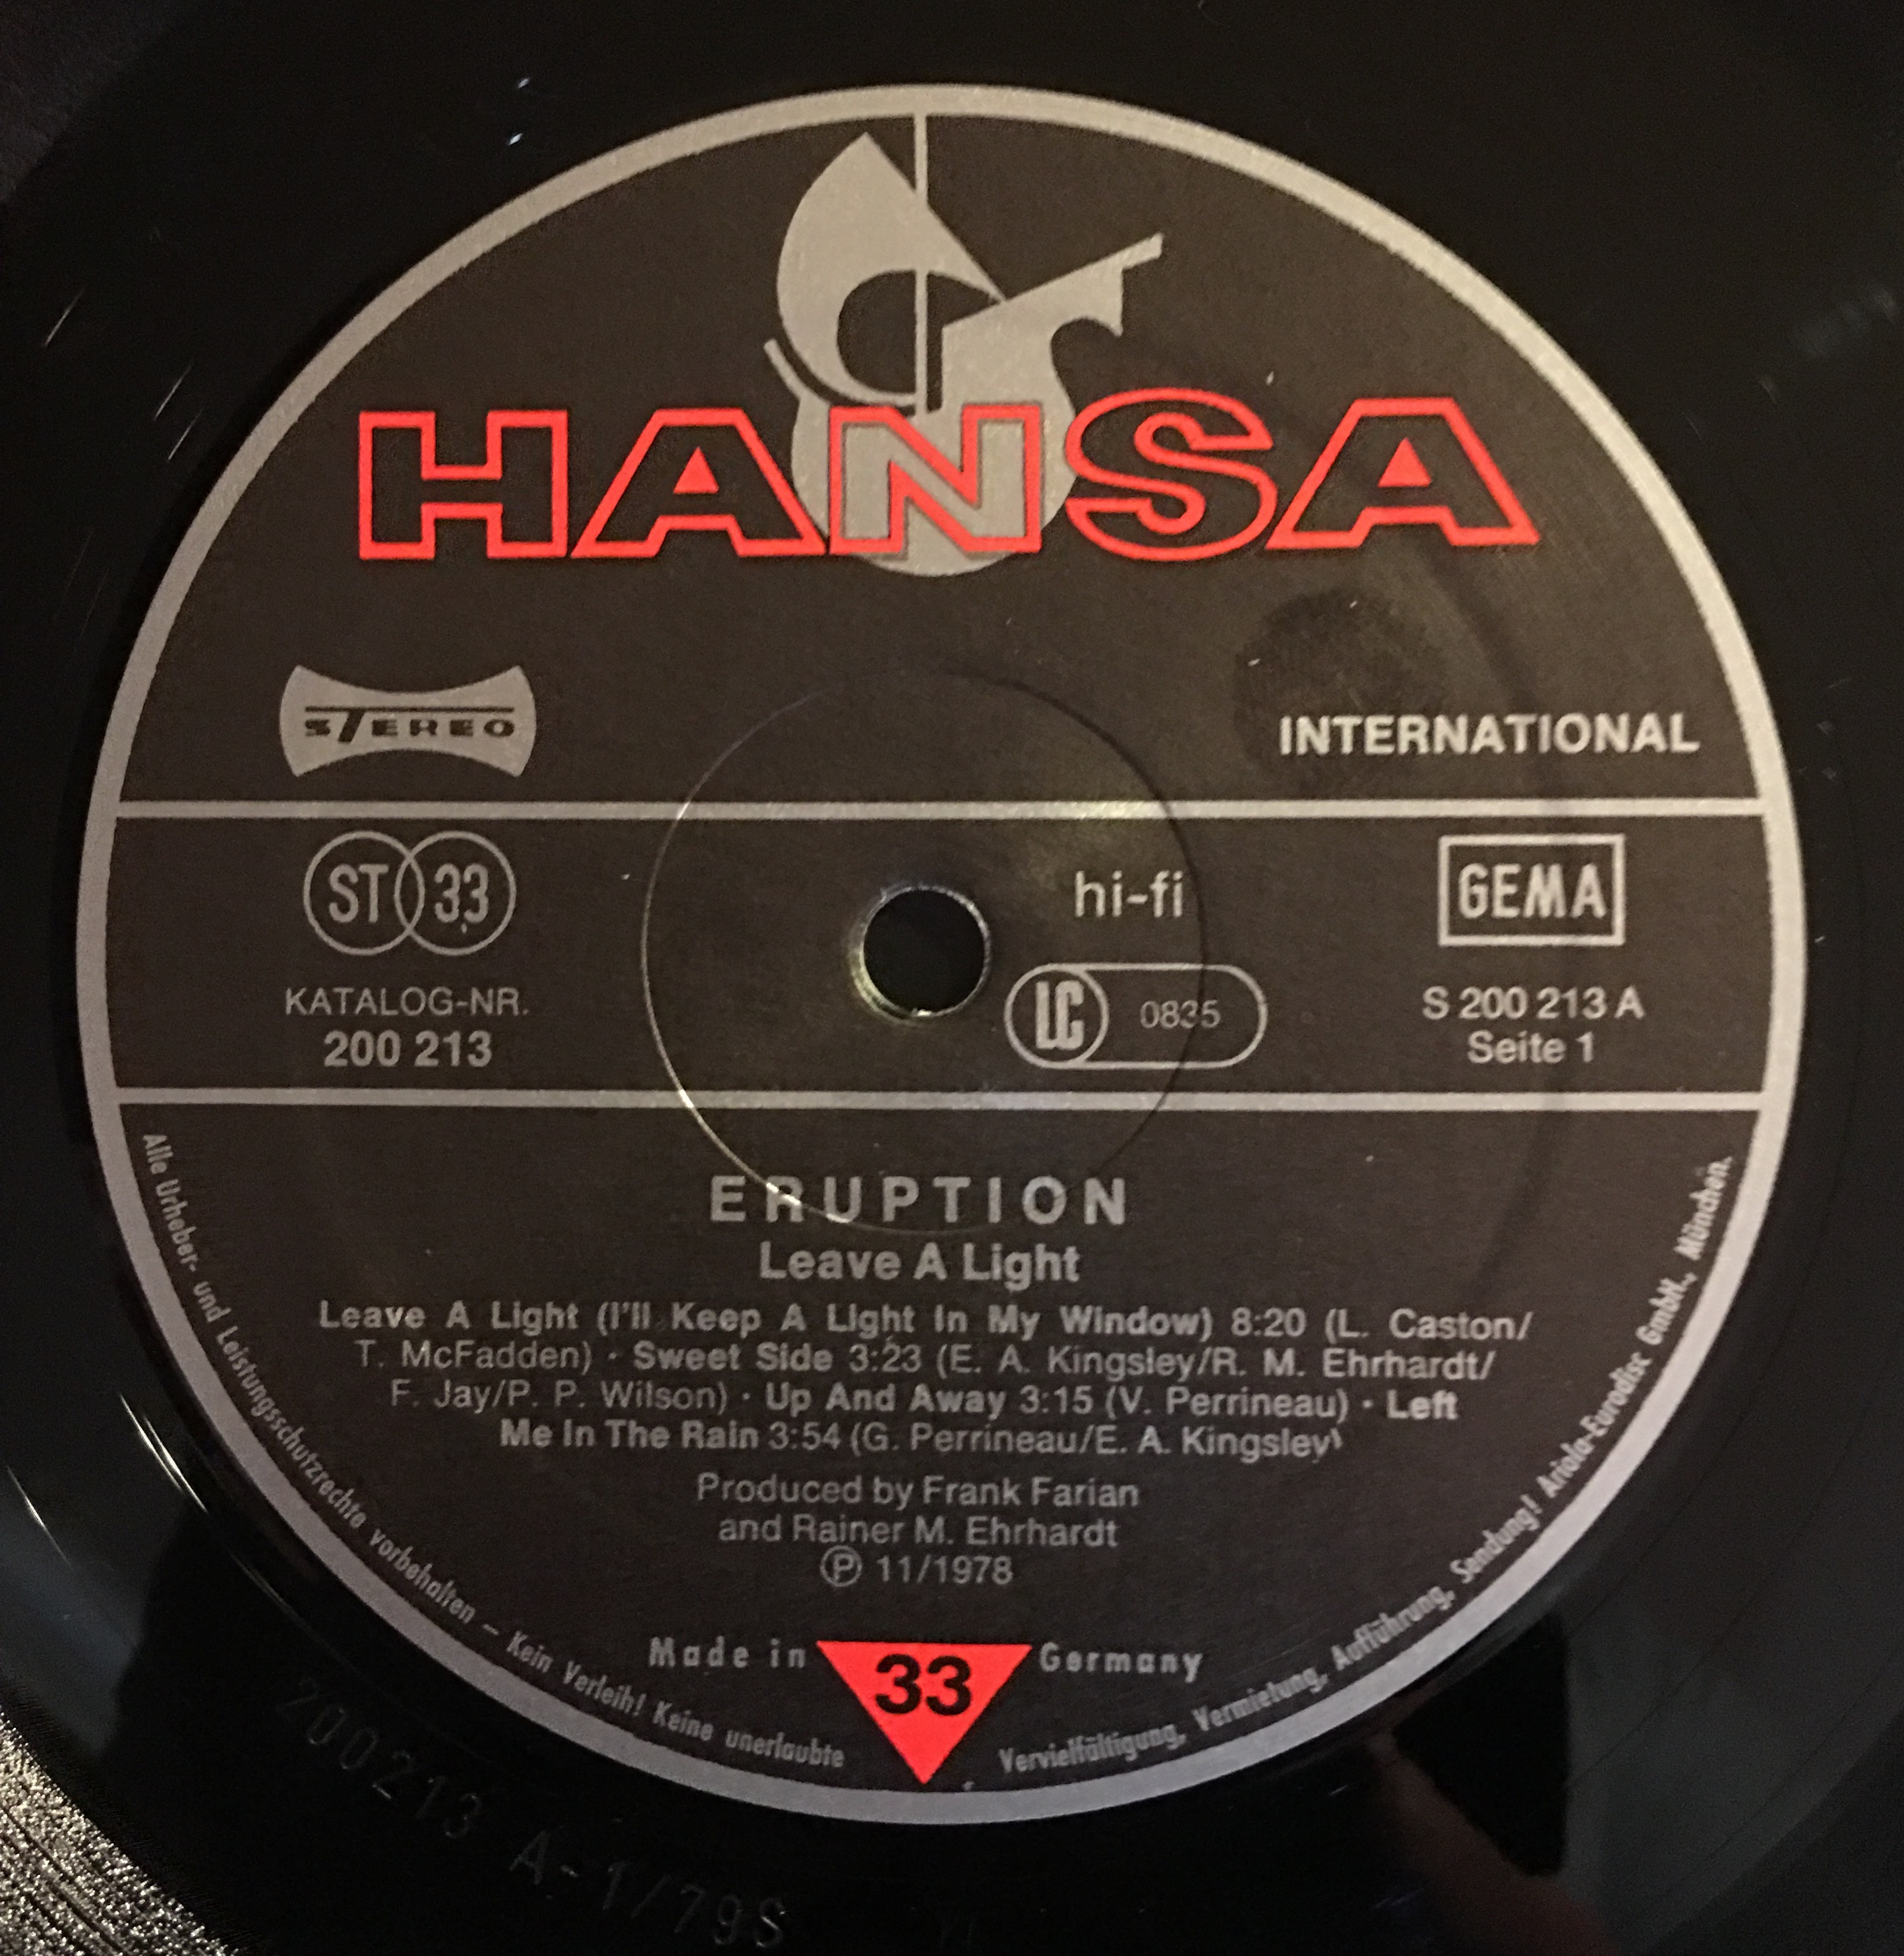 HANSA
STEREO
INTERNATIONAL
ST 33
hi-fi
GEMA
KATALOG-NR.
200 213
LC 0835
S 200 213 A
Seite 1
ERUPTION
Leave A Light
Leave A Light (I'll Keep A Light In My Window) 8:20 (L. Caston/
T. McFadden) · Sweet Side 3:23 (E. A. Kingsley/R. M. Ehrhardt/
F. Jay/P. P. Wilson) · Up And Away 3:15 (V. Perrineau) · Left
Me In The Rain 3:54 (G. Perrineau/E. A. Kingsley)
Produced by Frank Farian
and Rainer M. Ehrhardt
Ⓟ 11/1978
Made in 33 Germany
Alle Urheber- und Leistungsschutzrechte vorbehalten – Kein Verleih! Keine unerlaubte Vervielfältigung, Vermietung, Aufführung, Sendung! Ariola-Eurodisc GmbH., München.
200213 A-1/79S